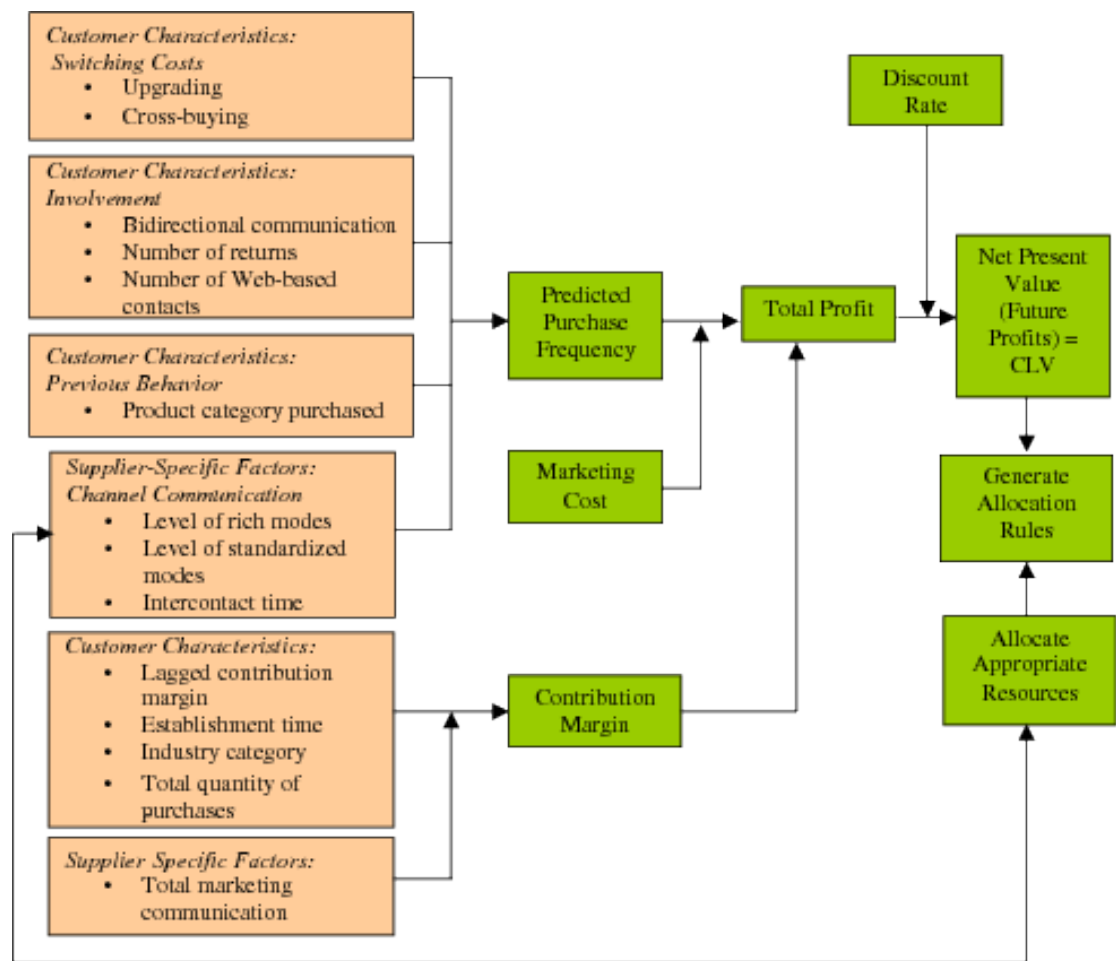 Customer Characteristics:
Switching Costs
• Upgrading
• Cross-buying
Customer Characteristics:
Involvement
• Bidirectional communication
• Number of returns
• Number of Web-based
contacts
Customer Characteristics:
Previous Behavior
• Product category purchased
Supplier-Specific Factors:
Channel Communication
• Level of rich modes
• Level of standardized
modes
• Intercontact time
Customer Characteristics:
• Lagged contribution
margin
• Establishment time
• Industry category
• Total quantity of
purchases
Supplier Specific Factors:
• Total marketing
communication
Predicted
Purchase
Frequency
Marketing
Cost
Contribution
Margin
Total Profit
Discount
Rate
Net Present
Value
(Future
Profits) =
CLV
Generate
Allocation
Rules
Allocate
Appropriate
Resources